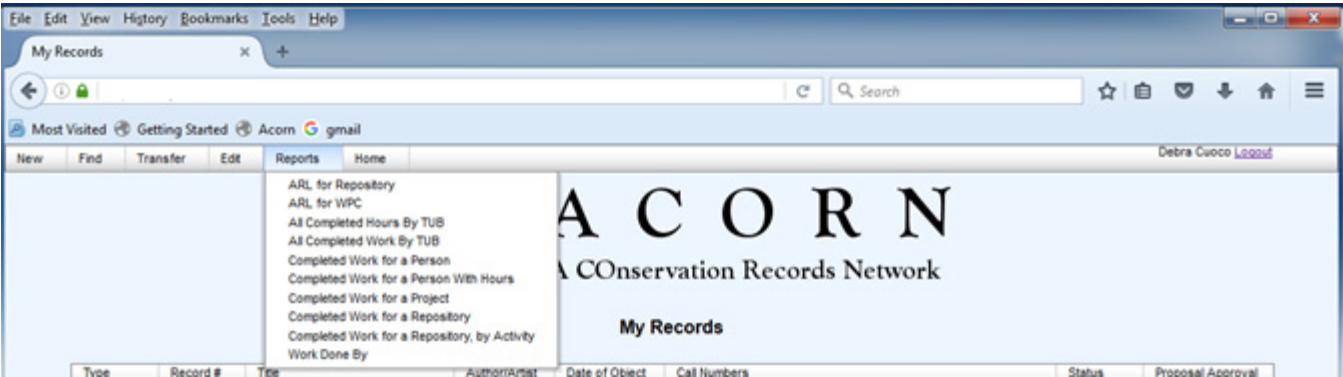 File Edit View History Bookmarks Tools Help
My Records × +
Search
Most Visited Getting Started Acorn G gmail
New Find Transfer Edit Reports Home Debra Cuoco Logout
ARL for Repository
ARL for WPC
All Completed Hours By TUB
All Completed Work By TUB
Completed Work for a Person
Completed Work for a Person With Hours
Completed Work for a Project
Completed Work for a Repository
Completed Work for a Repository, by Activity
Work Done By
A C O R N
A COnservation Records Network
My Records
Type Record # Title Author/Artist Date of Object Call Numbers Status Proposal Approval